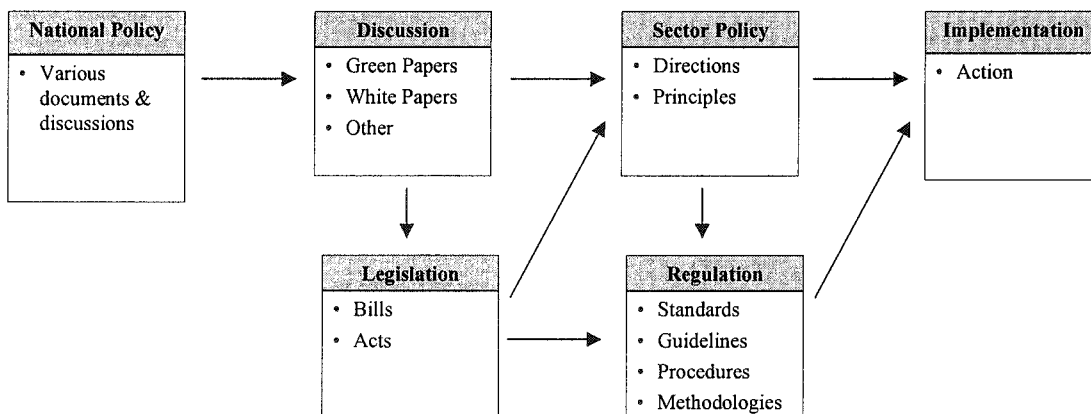 National Policy
• Various
documents &
discussions
Discussion
• Green Papers
• White Papers
• Other
Sector Policy
• Directions
• Principles
Implementation
• Action
Legislation
• Bills
• Acts
Regulation
• Standards
• Guidelines
• Procedures
• Methodologies